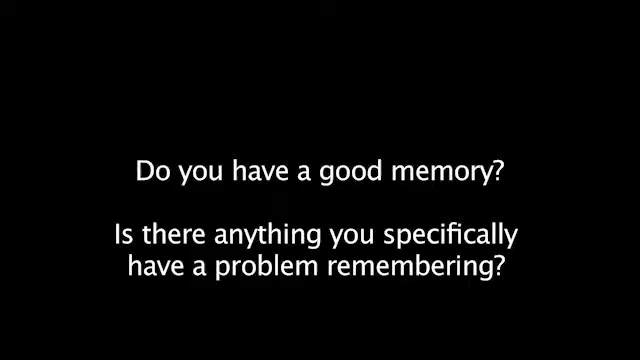 Do you have a good memory?
Is there anything you specifically
have a problem remembering?